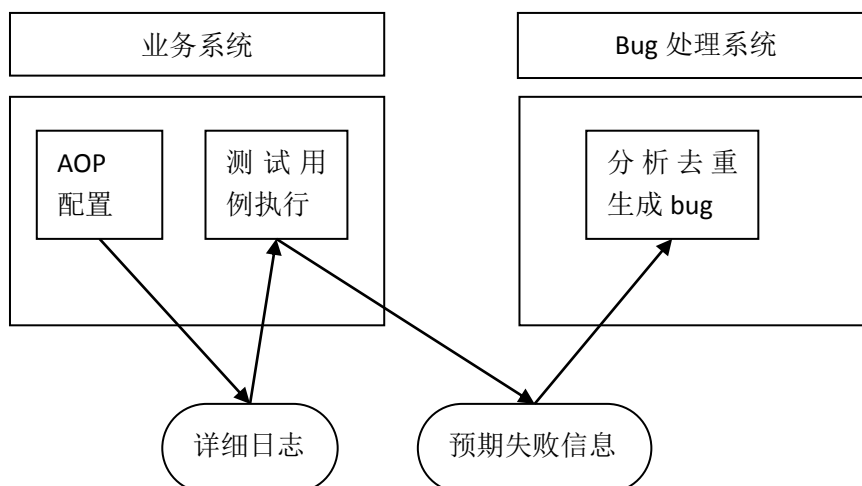 业务系统
Bug 处理系统
AOP
配置
测试用
例执行
分析去重
生成 bug
详细日志
预期失败信息